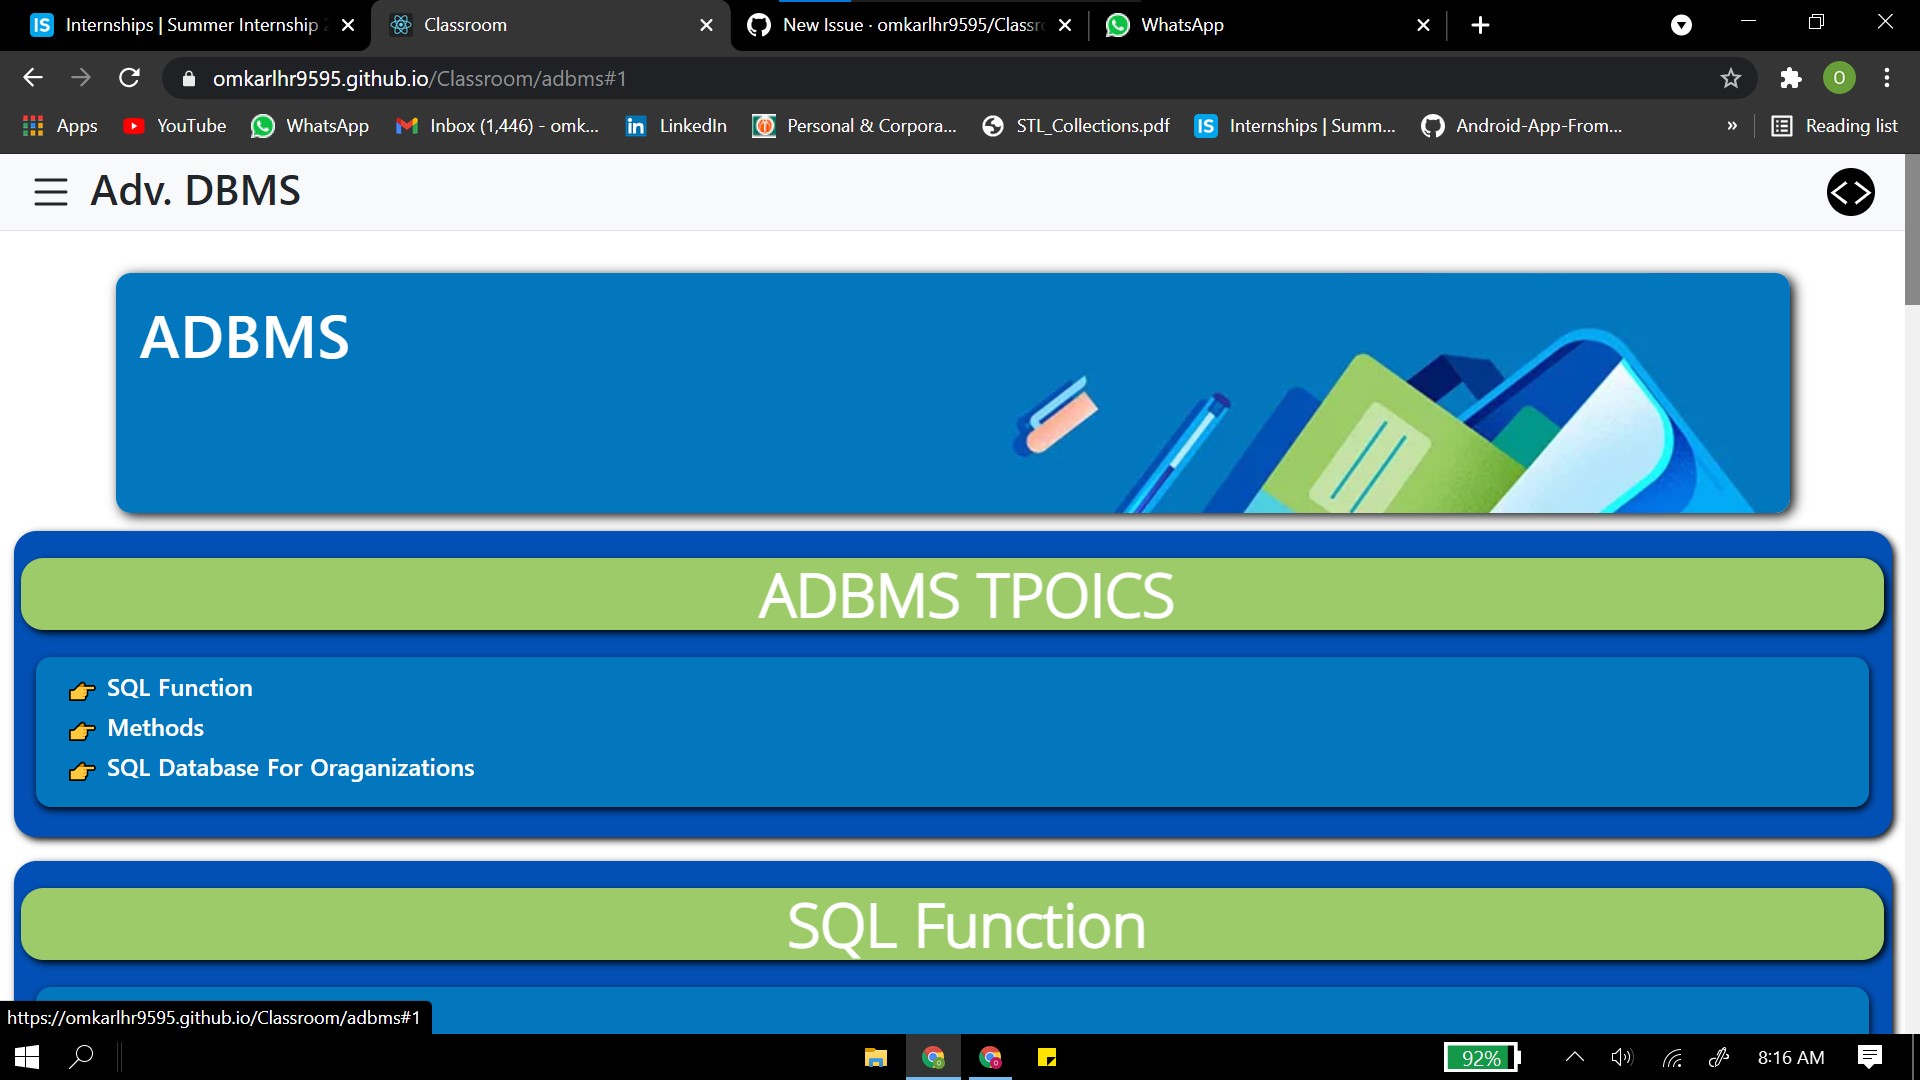 Internships | Summer Internship
Classroom
New Issue · omkarlhr9595/Classr
WhatsApp
omkarlhr9595.github.io/Classroom/adbms#1
O
Apps
YouTube
WhatsApp
Inbox (1,446) - omk...
LinkedIn
Personal & Corpora...
STL_Collections.pdf
IS
Internships | Summ...
Android-App-From...
»
Reading list
Adv. DBMS
ADBMS
ADBMS TPOICS
SQL Function
Methods
SQL Database For Oraganizations
SQL Function
https://omkarlhr9595.github.io/Classroom/adbms#1
92%
8:16 AM